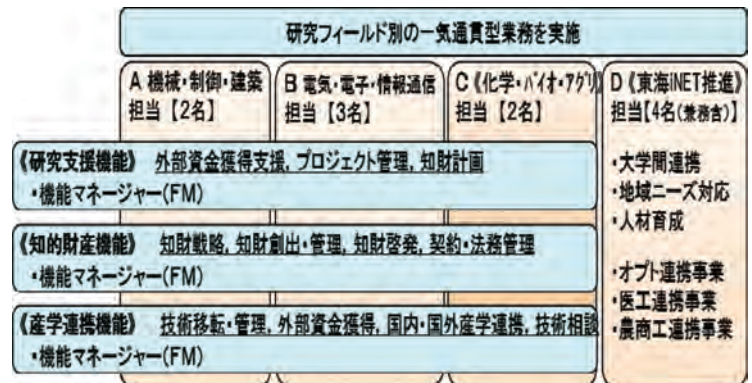 研究フィールド別の一気通貫型業務を実施
A 機械・制御・建築
担当【2名】
B 電気・電子・情報通信
担当【3名】
C《化学・バイオ・アグリ》
担当【2名】
D《東海iNET推進》
担当【4名(兼務含)】
《研究支援機能》 外部資金獲得支援, プロジェクト管理, 知財計画
・機能マネージャー(FM)
《知的財産機能》 知財戦略, 知財創出・管理, 知財啓発, 契約・法務管理
・機能マネージャー(FM)
《産学連携機能》 技術移転・管理, 外部資金獲得, 国内・国外産学連携, 技術相談
・機能マネージャー(FM)
・大学間連携
・地域ニーズ対応
・人材育成
・オプト連携事業
・医工連携事業
・農商工連携事業